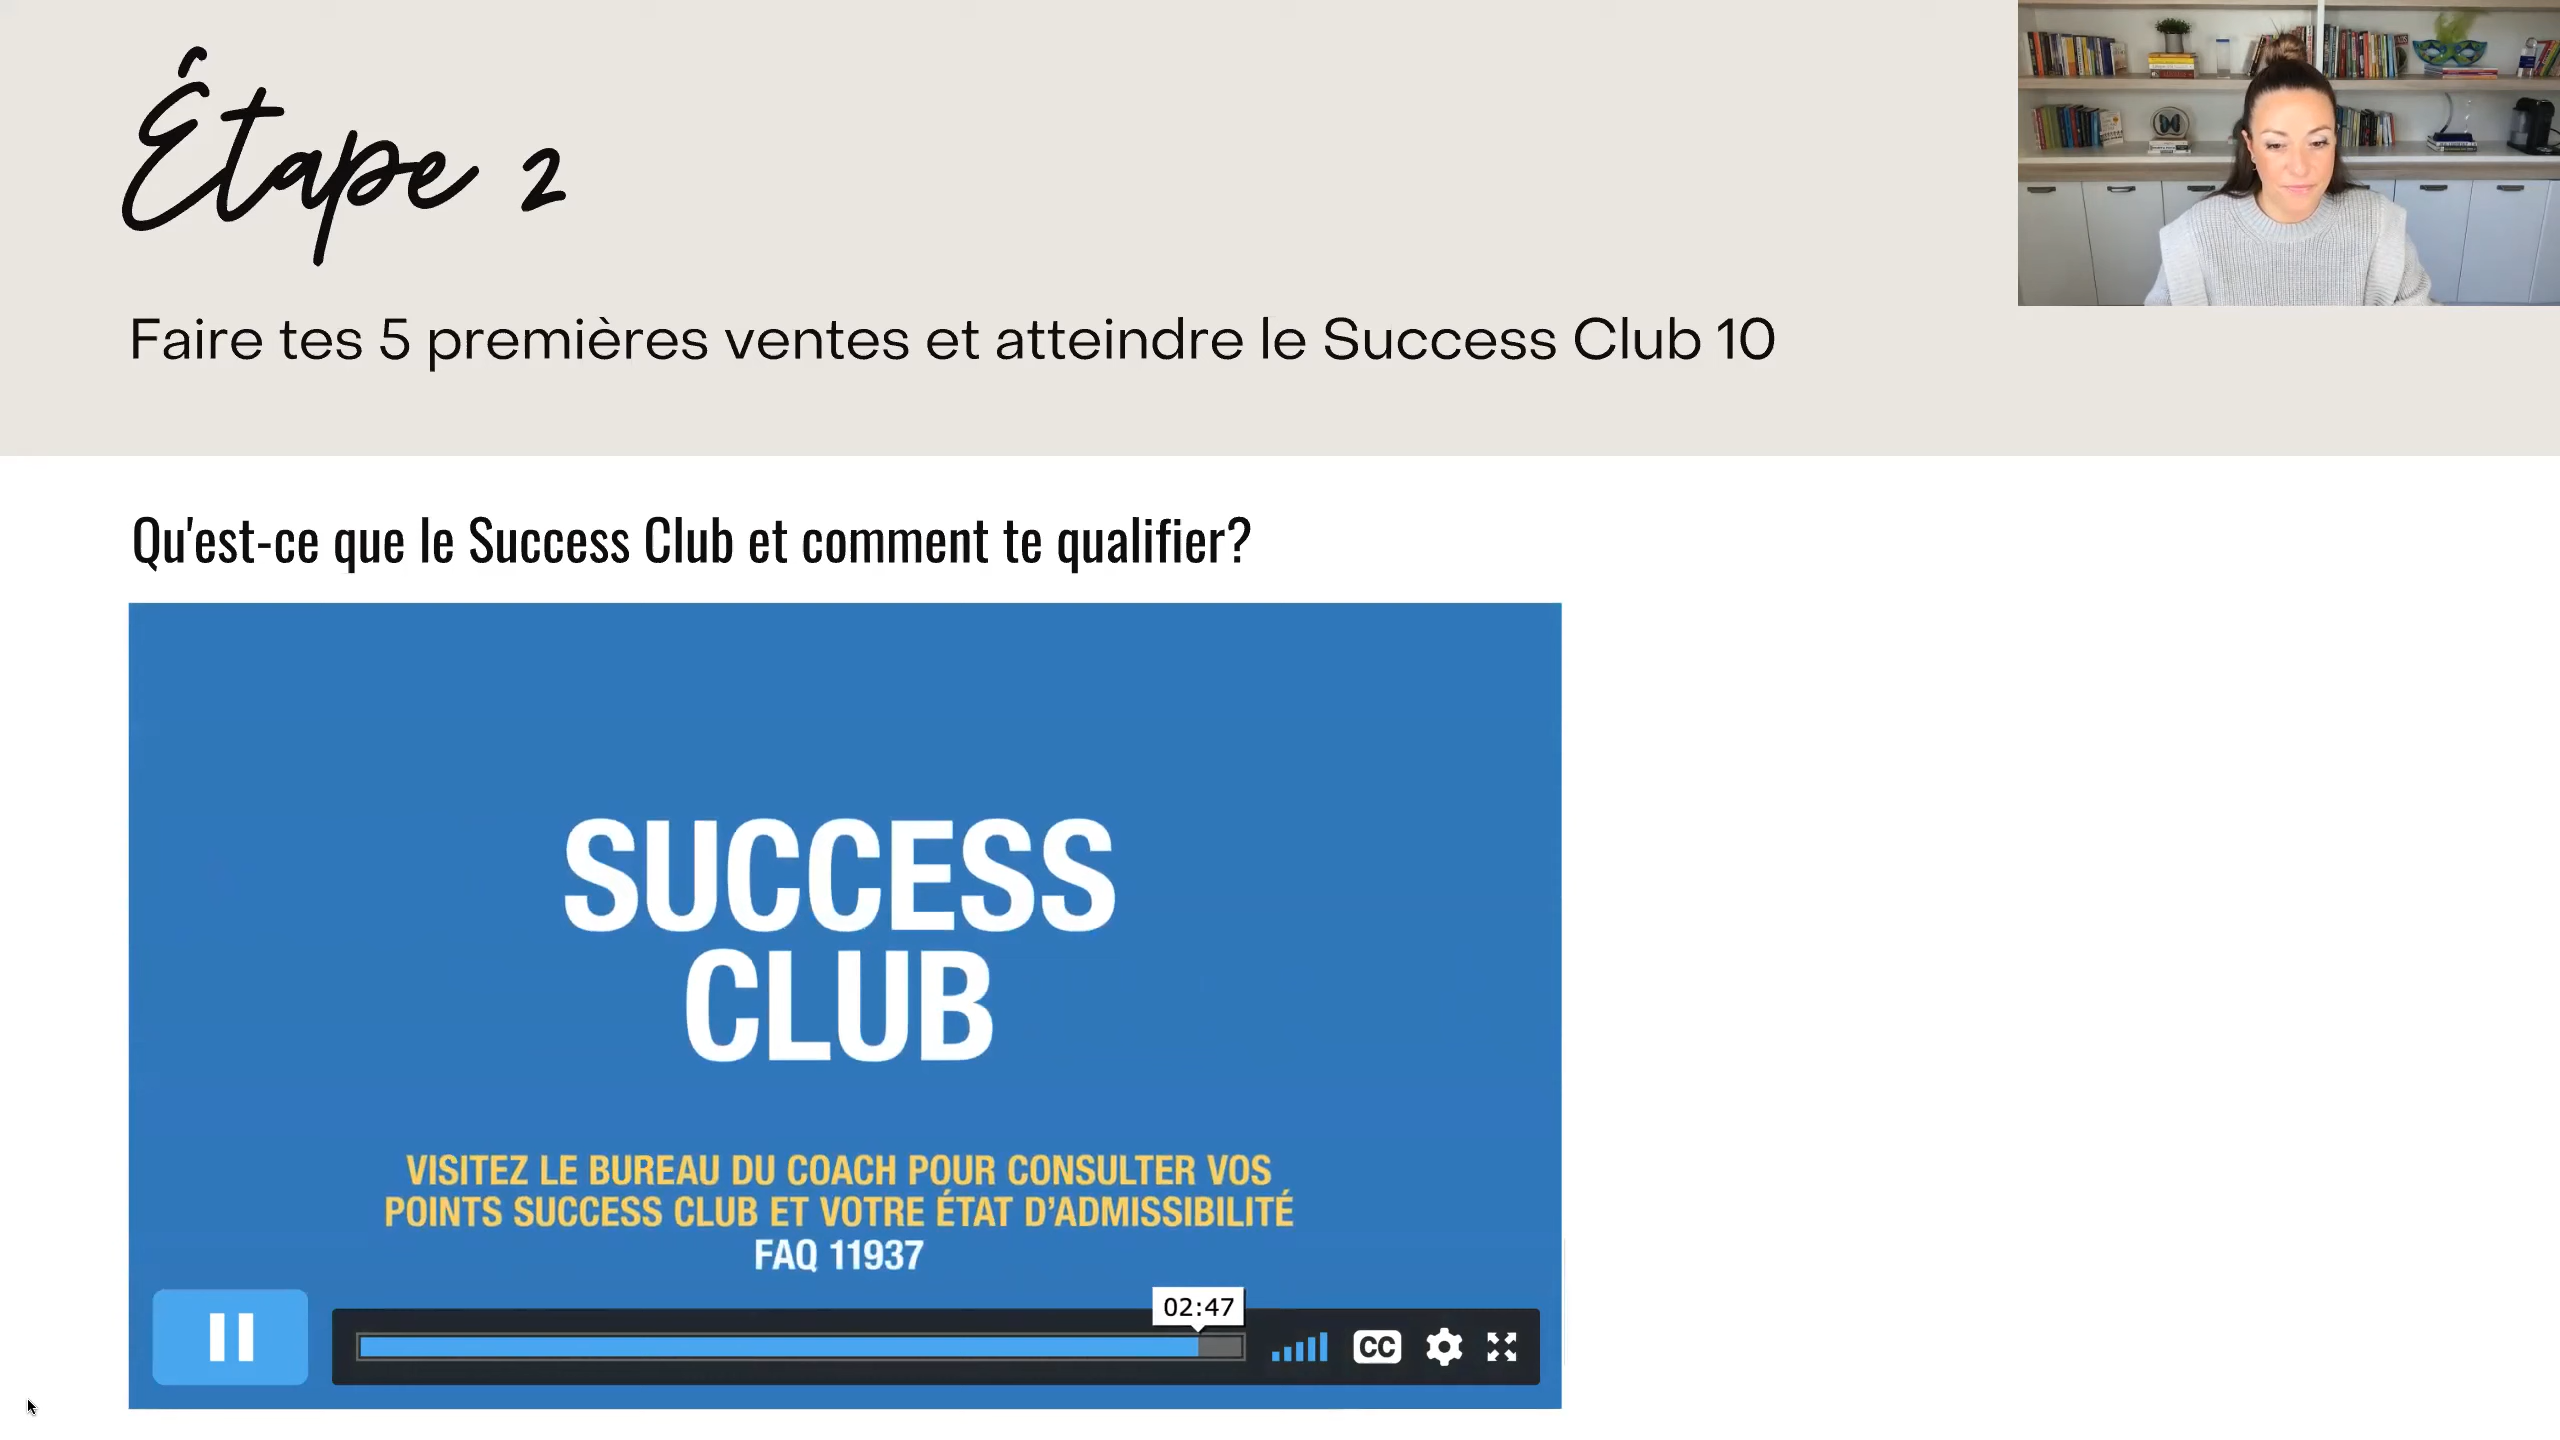 Étape 2
Faire tes 5 premières ventes et atteindre le Success Club 10
Qu'est-ce que le Success Club et comment te qualifier?
SUCCESS
CLUB
VISITEZ LE BUREAU DU COACH POUR CONSULTER VOS
POINTS SUCCESS CLUB ET VOTRE ÉTAT D'ADMISSIBILITÉ
FAQ 11937
02:47
CC